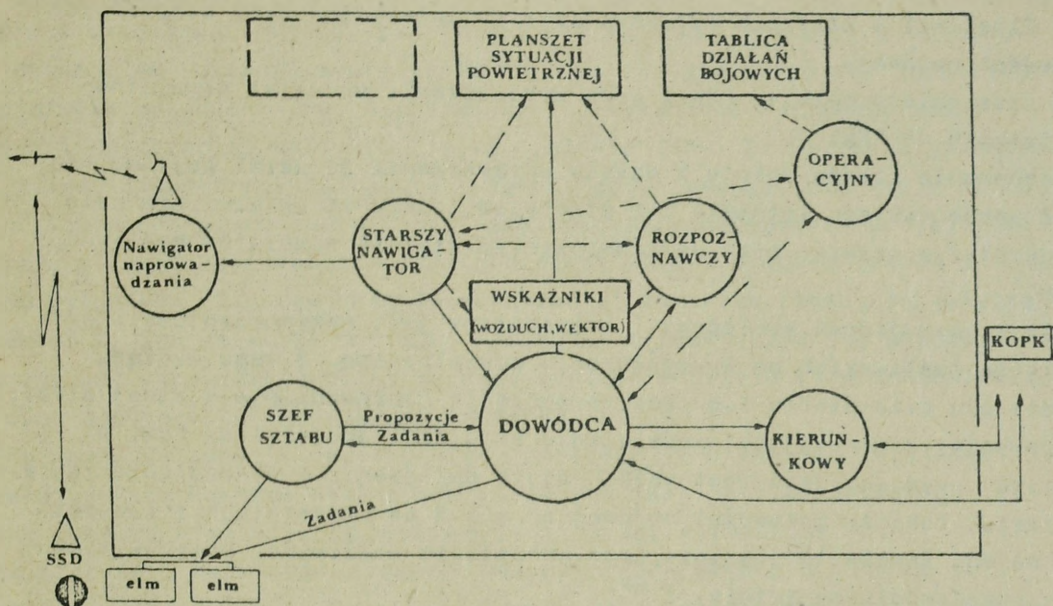 PLANSZET
SYTUACJI
POWIETRZNEJ
TABLICA
DZIAŁAŃ
BOJOWYCH
OPERA-
CYJNY
STARSZY
NAWIGA-
TOR
ROZPOZ-
NAWCZY
Nawigator
naprowa-
dzania
WSKAŹNIKI
(WOZDUCH, WEKTOR)
KOPK
SZEF
SZTABU
Propozycje
Zadania
DOWÓDCA
KIERUN-
KOWY
Zadania
SSD
elm
elm